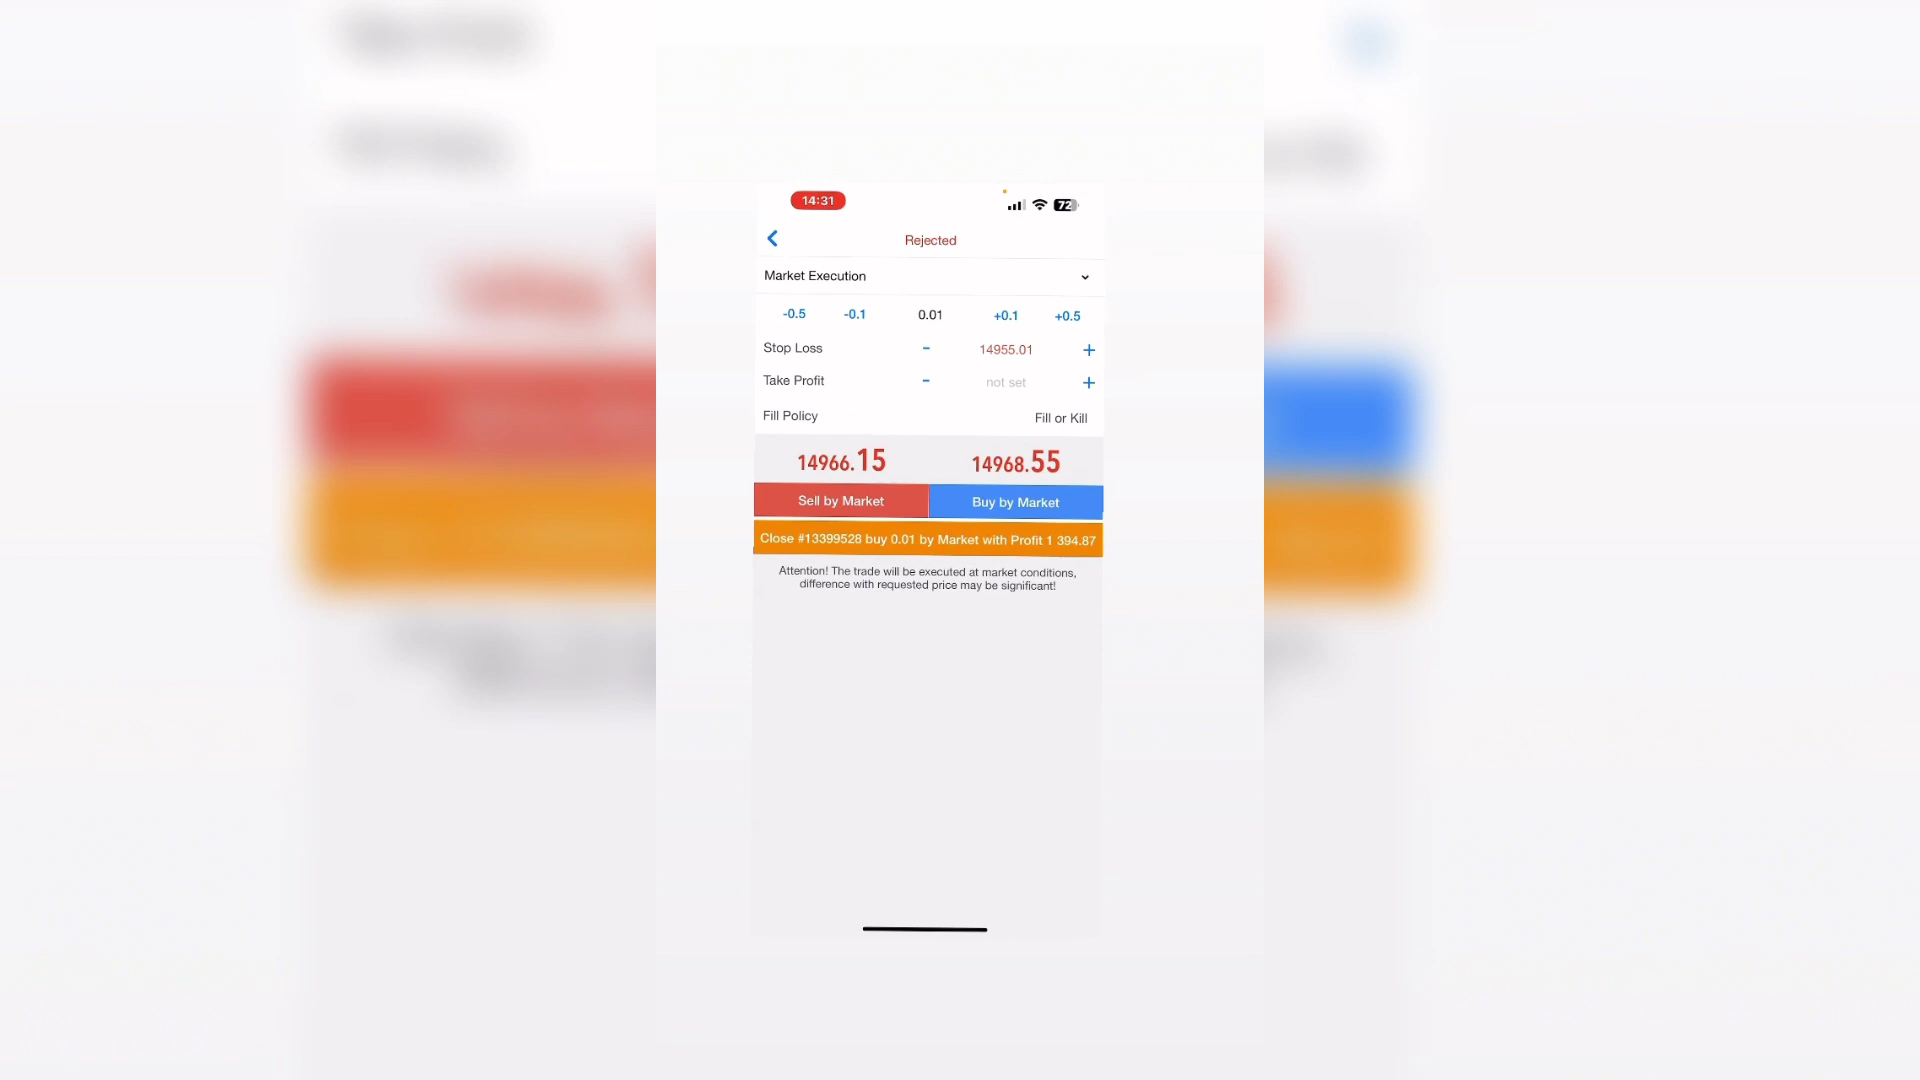 14:31
72
Rejected
Market Execution
-0.5 -0.1 0.01 +0.1 +0.5
Stop Loss - 14955.01 +
Take Profit - not set +
Fill Policy Fill or Kill
14966.15 14968.55
Sell by Market Buy by Market
Close #13399528 buy 0.01 by Market with Profit 1 394.87
Attention! The trade will be executed at market conditions,
difference with requested price may be significant!